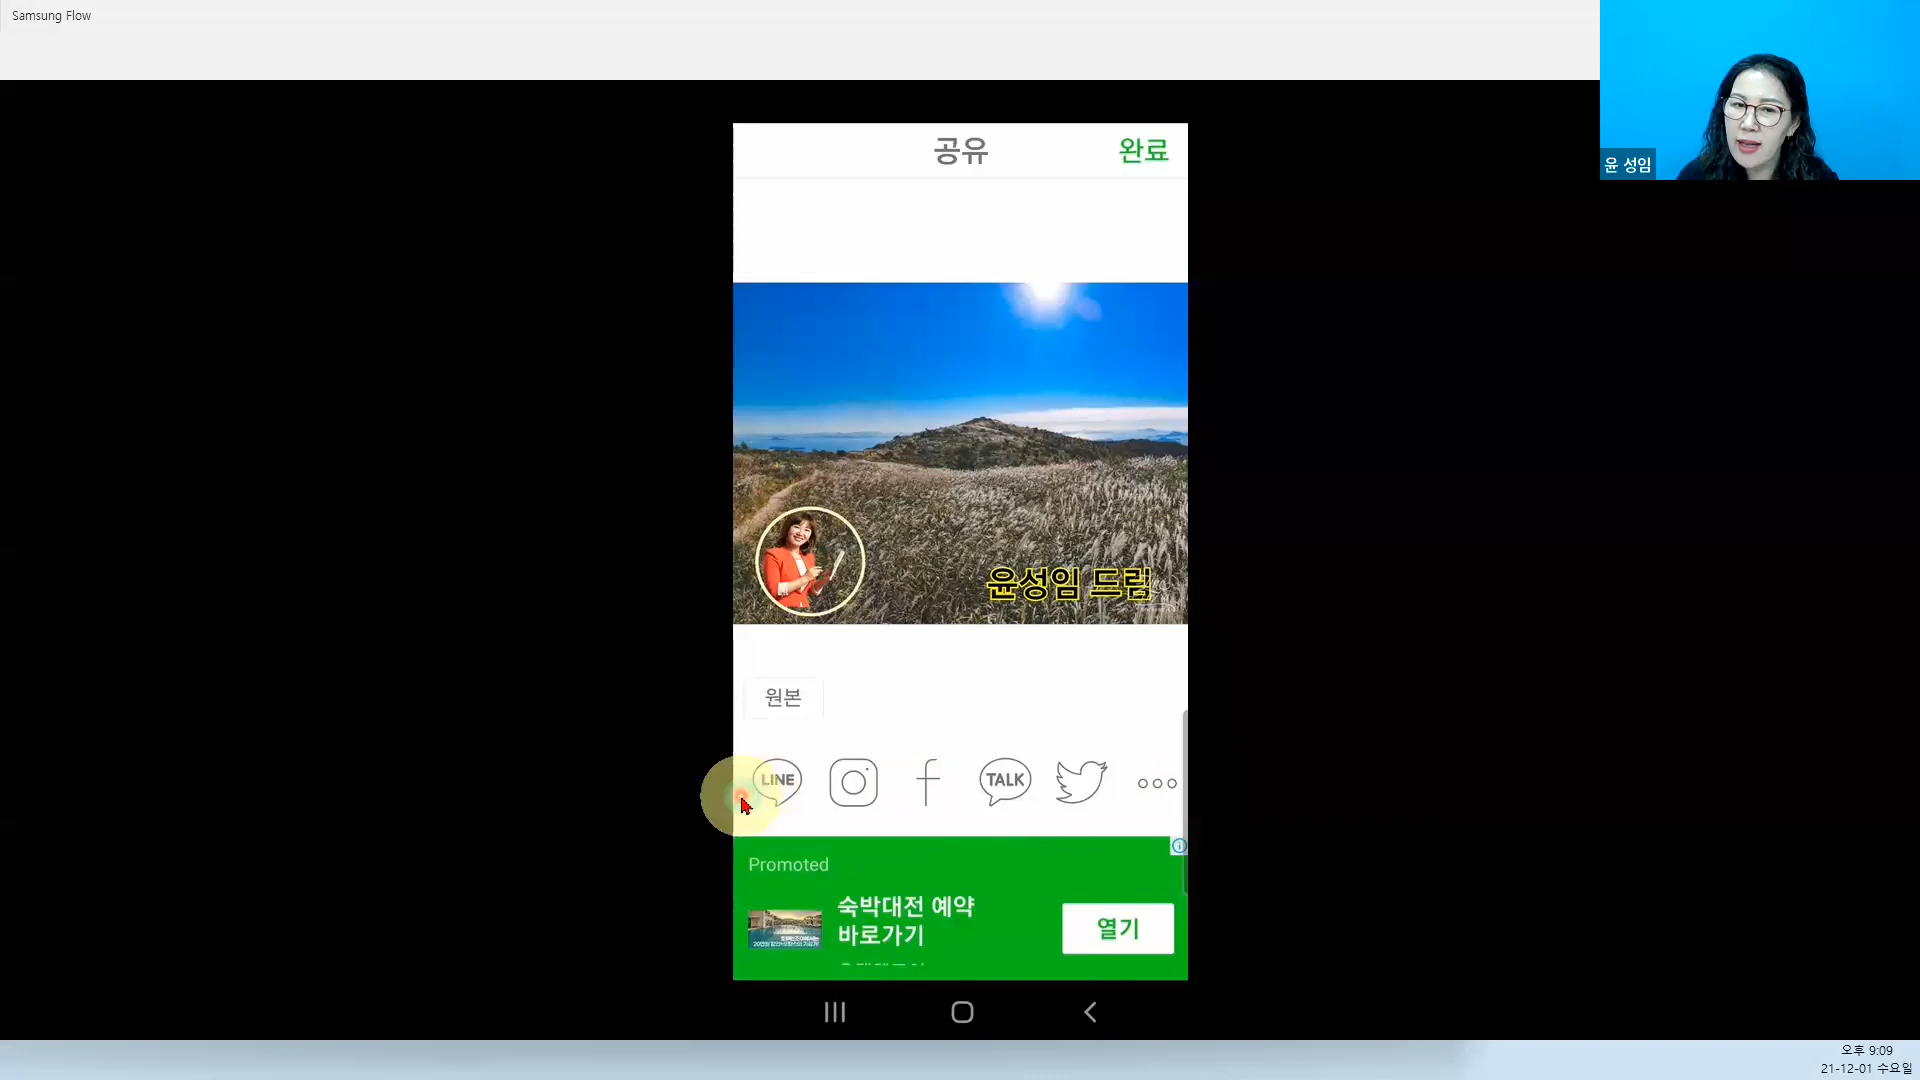 Samsung Flow
윤 성임
공유
완료
윤성임 드림
원본
LINE
TALK
Promoted
숙박대전 예약
바로가기
열기
오후 9:09
21-12-01 수요일